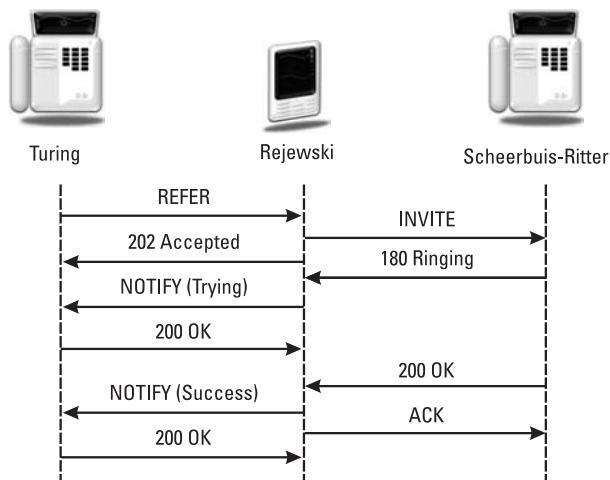 Turing
Rejewski
Scheerbuis-Ritter
REFER
INVITE
202 Accepted
180 Ringing
NOTIFY (Trying)
200 OK
200 OK
NOTIFY (Success)
ACK
200 OK